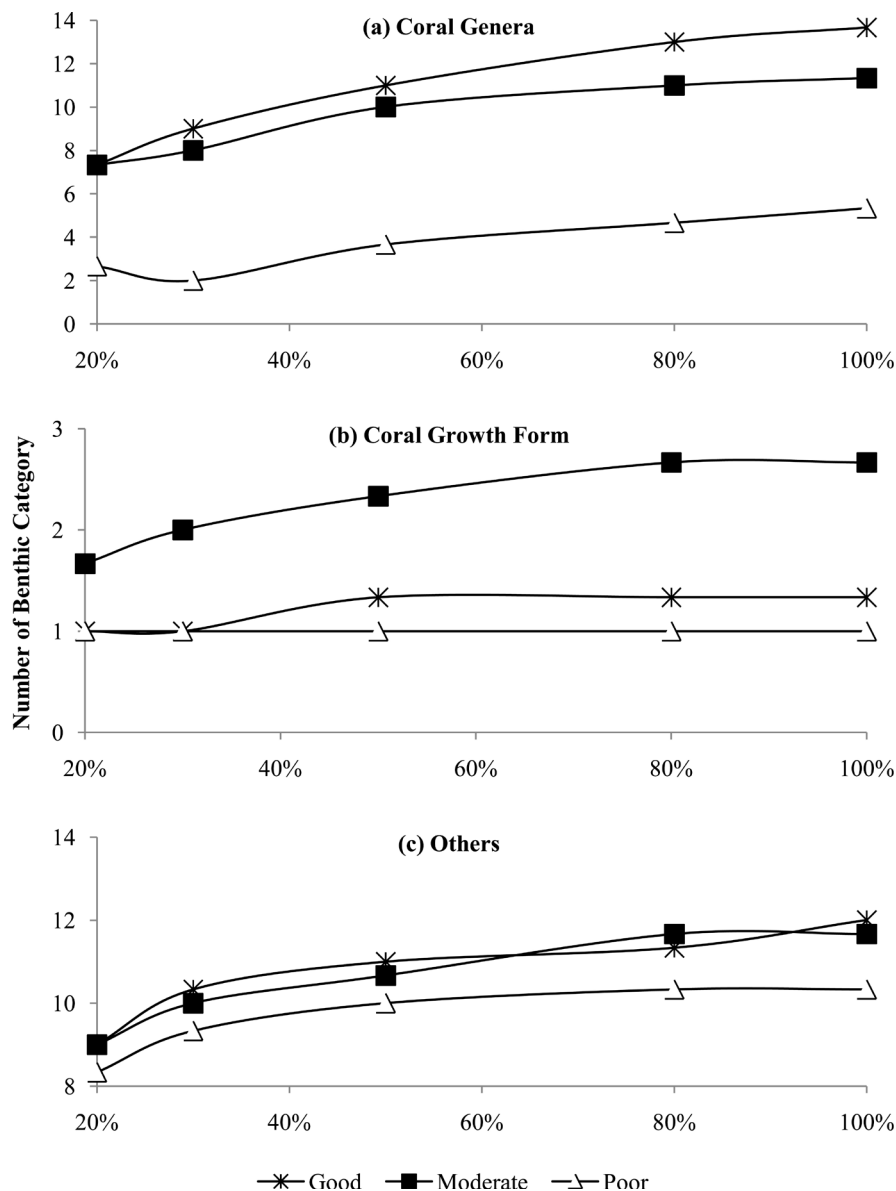 (a) Coral Genera
14
12
10
8
6
4
2
0
20% 40% 60% 80% 100%
Number of Benthic Category
(b) Coral Growth Form
3
2
1
0
20% 40% 60% 80% 100%
(c) Others
14
12
10
8
20% 40% 60% 80% 100%
Good Moderate Poor